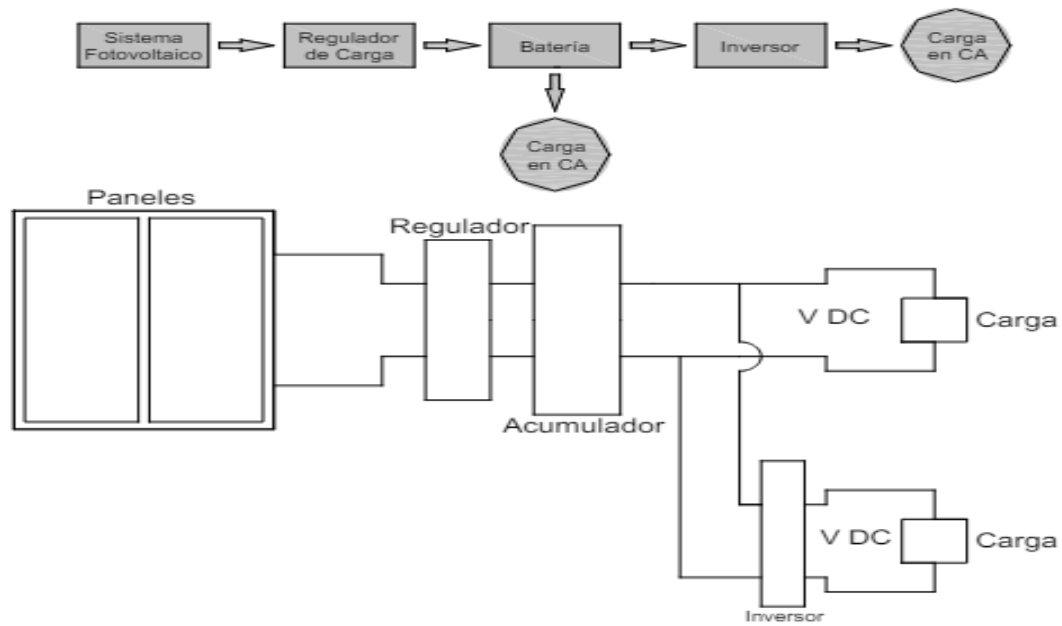 Sistema
Fotovoltaico
Regulador
de Carga
Batería
Inversor
Carga
en CA
Carga
en CA
Paneles
Regulador
Acumulador
V DC
Carga
V DC
Carga
Inversor